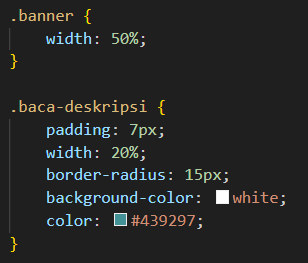 .banner {
    width: 50%;
}

.baca-deskripsi {
    padding: 7px;
    width: 20%;
    border-radius: 15px;
    background-color: white;
    color: #439297;
}